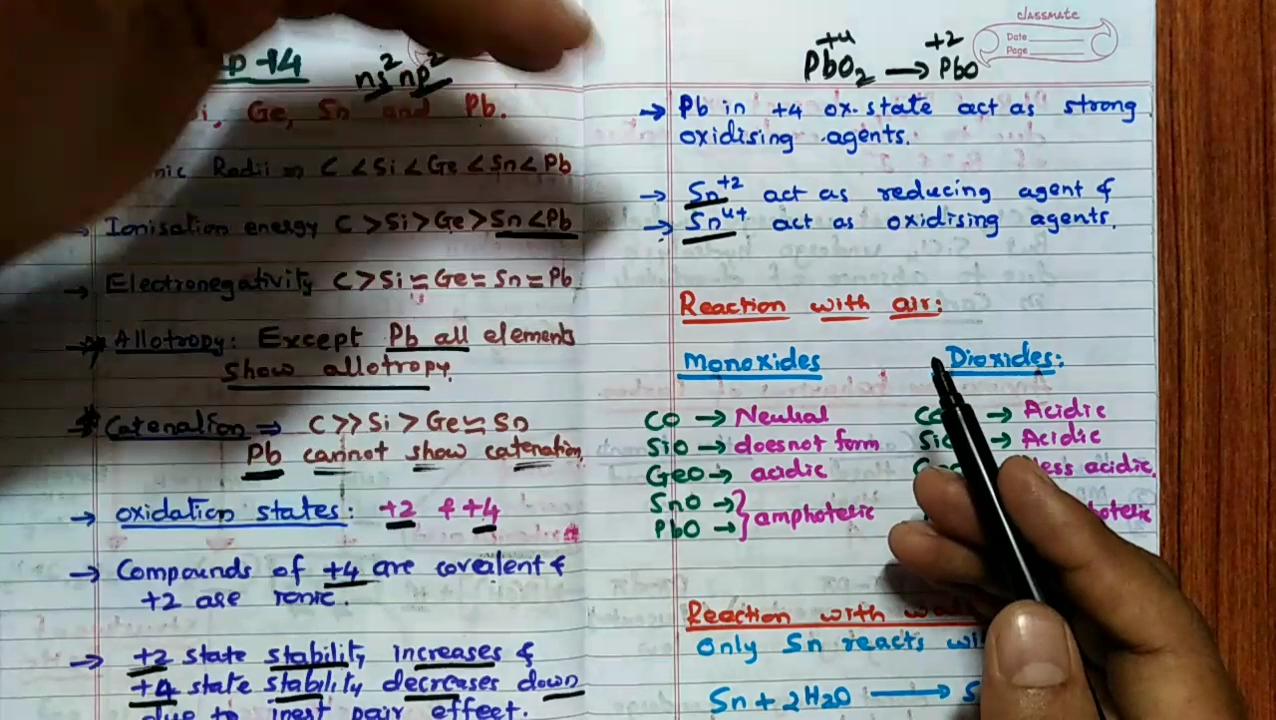 p-14
ns² np²
Si, Ge, Sn and Pb.
Radii C < Si < Ge < Sn < Pb
Ionisation energy C > Si > Ge > Sn < Pb
→ Electronegativity C > Si ≃ Ge ≃ Sn = Pb
Allotropy: Except Pb all elements
show allotropy.
Catenation ⇒ C >> Si > Ge ≃ Sn
Pb cannot show catenation.
→ oxidation states: +2 & +4
→ Compounds of +4 are covalent &
+2 are ionic.
→ +2 state stability increases &
+4 state stability decreases down
due to inert pair effect.
classmate
Date
Page
+4 +2
PbO₂ → PbO
→ Pb in +4 ox. state act as strong
oxidising agents.
→ Sn⁺² act as reducing agent &
→ Sn⁴⁺ act as oxidising agents.
Reaction with air:
Monoxides Dioxides:
CO → Neutral → Acidic
SiO → doesnot form → Acidic
GeO → acidic less acidic.
SnO →
PbO → } amphoteric
Reaction with
Only Sn reacts
Sn + 2H₂O →